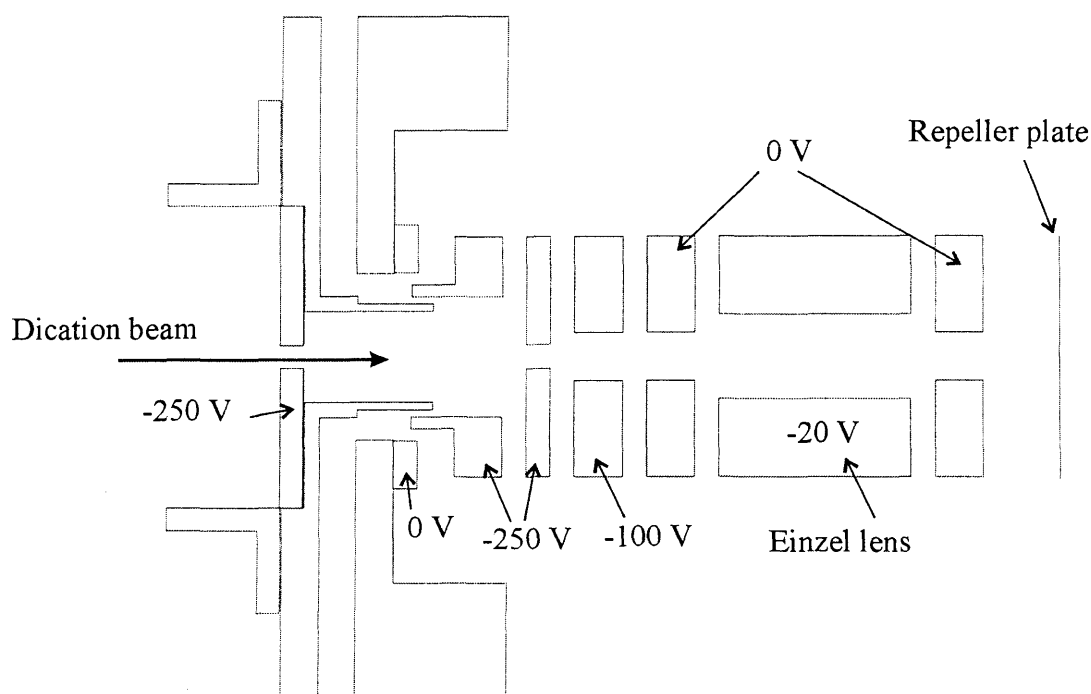 Repeller plate
0 V
Dication beam
-250 V
-20 V
0 V
-250 V
-100 V
Einzel lens